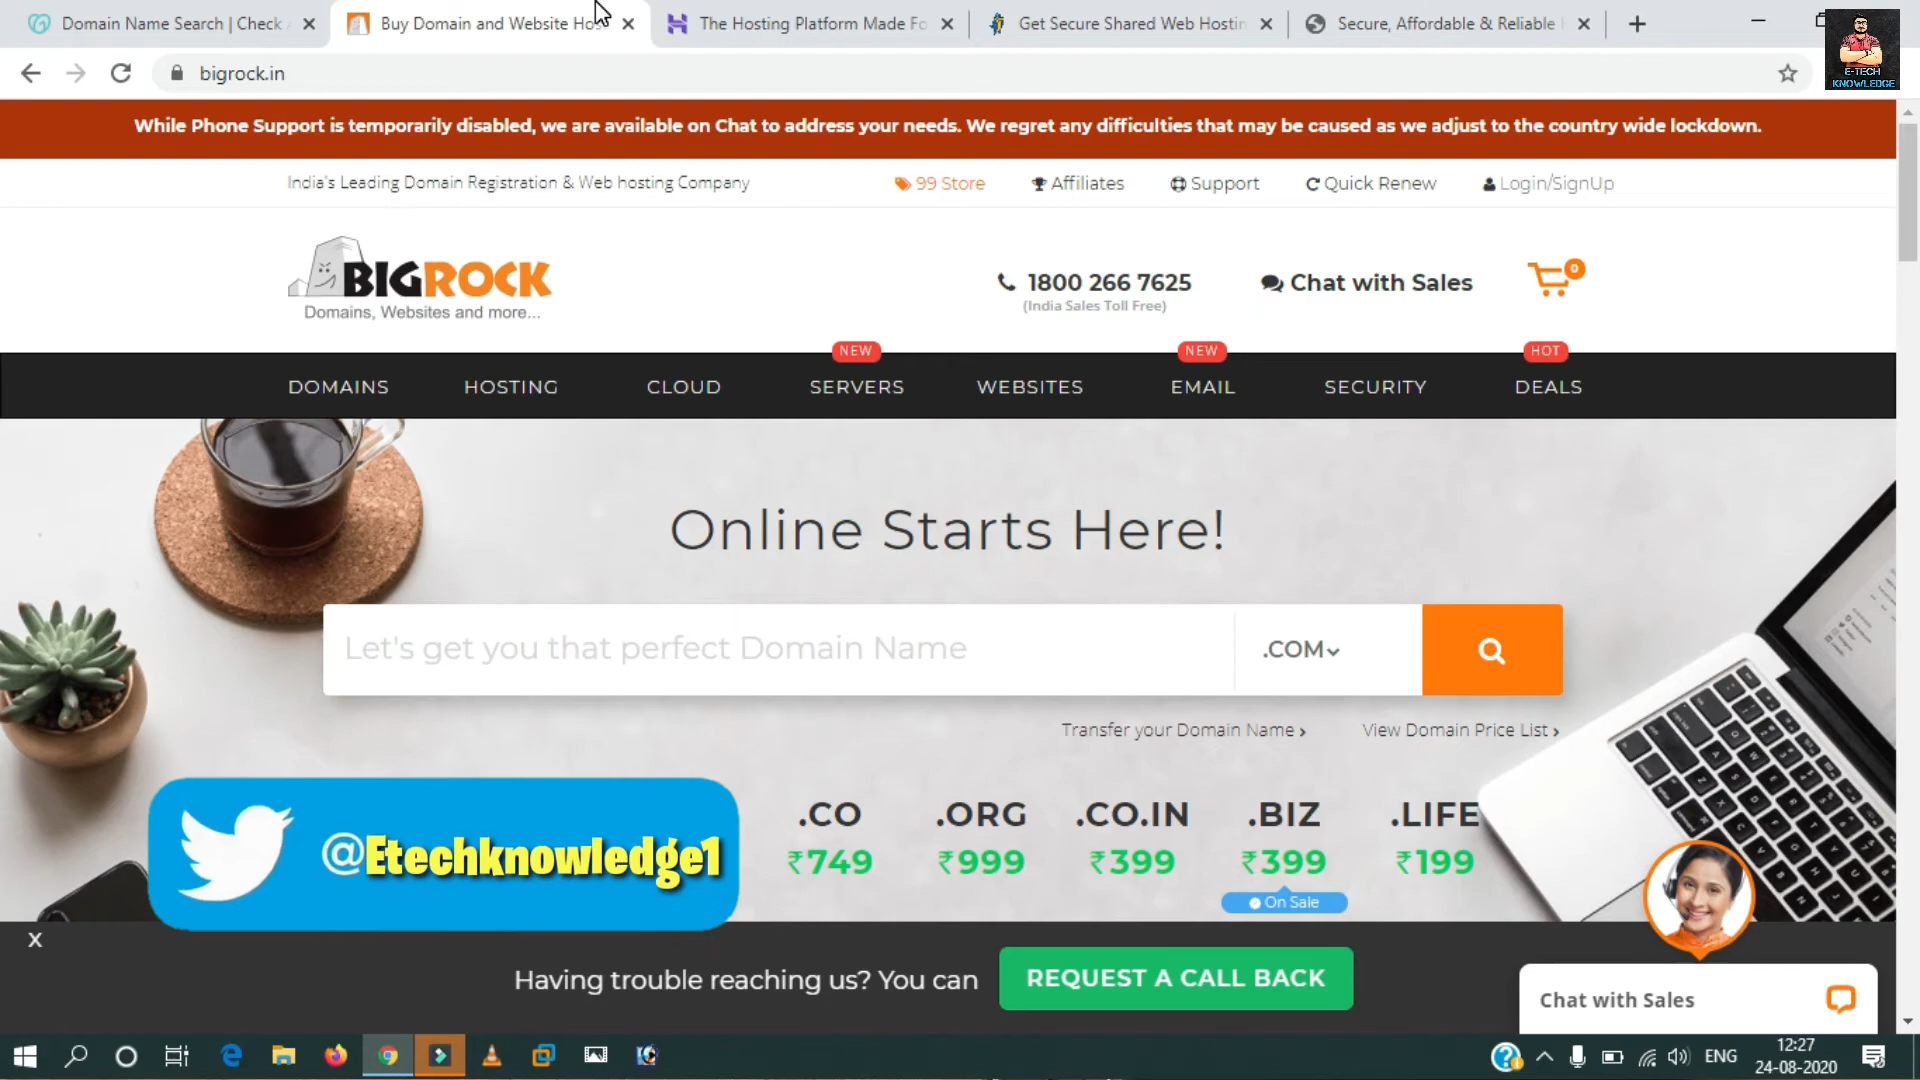 Domain Name Search | Check
Buy Domain and Website Hos
The Hosting Platform Made Fo
Get Secure Shared Web Hostin
Secure, Affordable & Reliable
bigrock.in
E-TECH
KNOWLEDGE
While Phone Support is temporarily disabled, we are available on Chat to address your needs. We regret any difficulties that may be caused as we adjust to the country wide lockdown.
India's Leading Domain Registration & Web hosting Company
99 Store
Affiliates
Support
Quick Renew
Login/SignUp
BIGROCK
Domains, Websites and more...
1800 266 7625
(India Sales Toll Free)
Chat with Sales
0
NEW
NEW
HOT
DOMAINS
HOSTING
CLOUD
SERVERS
WEBSITES
EMAIL
SECURITY
DEALS
Online Starts Here!
Let's get you that perfect Domain Name
.COM
Transfer your Domain Name ›
View Domain Price List ›
.CO
.ORG
.CO.IN
.BIZ
.LIFE
₹749
₹999
₹399
₹399
₹199
On Sale
@Etechknowledge1
X
Having trouble reaching us? You can
REQUEST A CALL BACK
Chat with Sales
ENG
12:27
24-08-2020